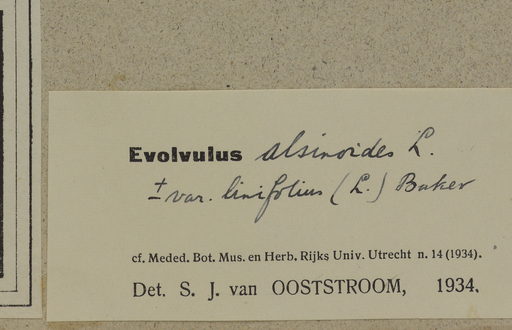 Evolvulus alsinoides L.
± var. linifolius (L.) Baker
cf. Meded. Bot. Mus. en Herb. Rijks Univ. Utrecht n. 14 (1934).
Det. S. J. van OOSTSTROOM, 1934.